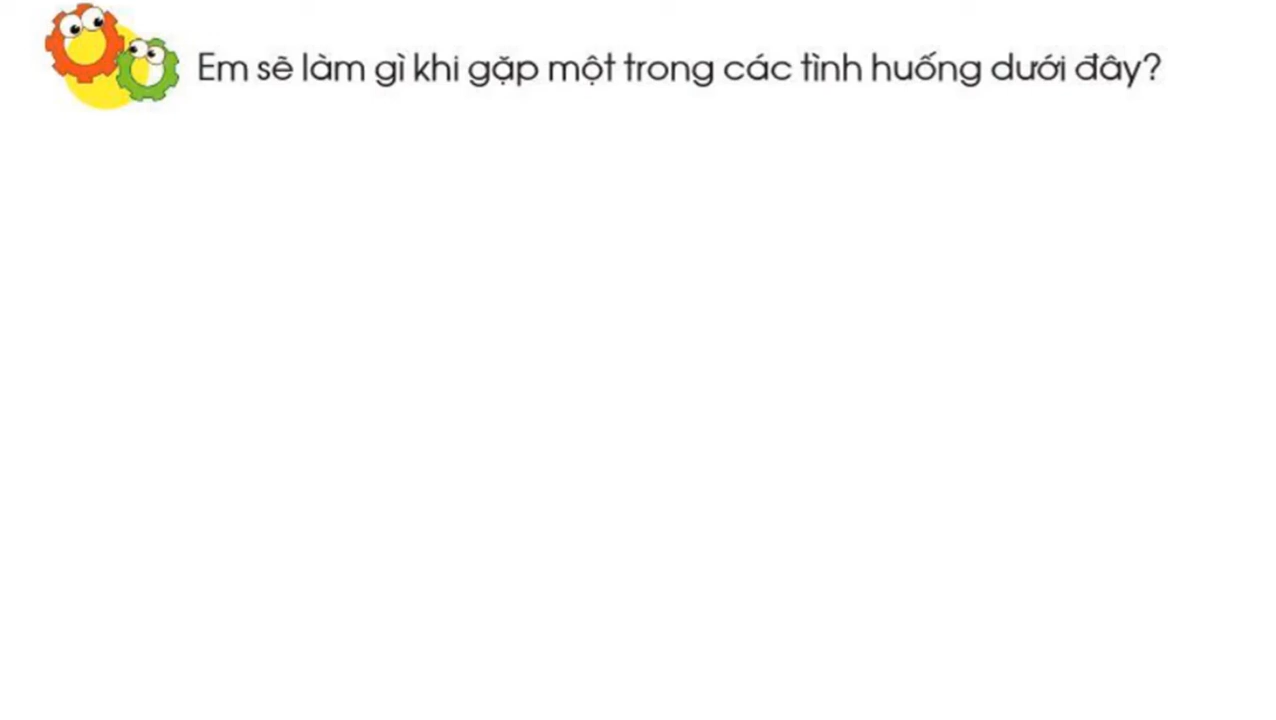 Em sẽ làm gì khi gặp một trong các tình huống dưới đây?